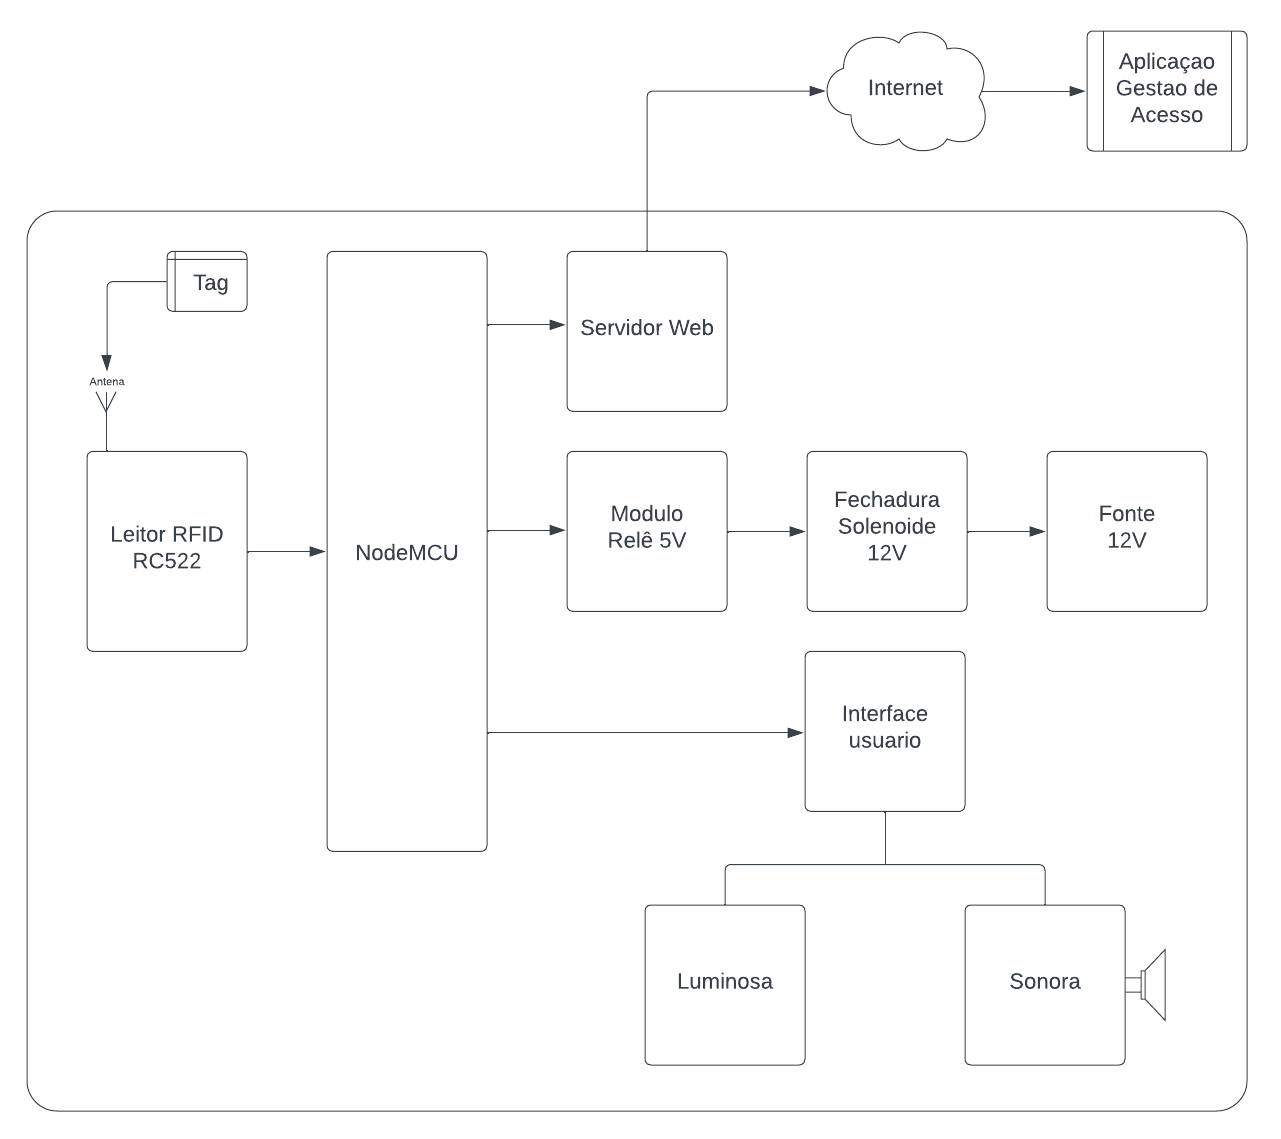 Internet
Aplicaçao
Gestao de
Acesso
Tag
Antena
Leitor RFID
RC522
NodeMCU
Servidor Web
Modulo
Relê 5V
Fechadura
Solenoide
12V
Fonte
12V
Interface
usuario
Luminosa
Sonora